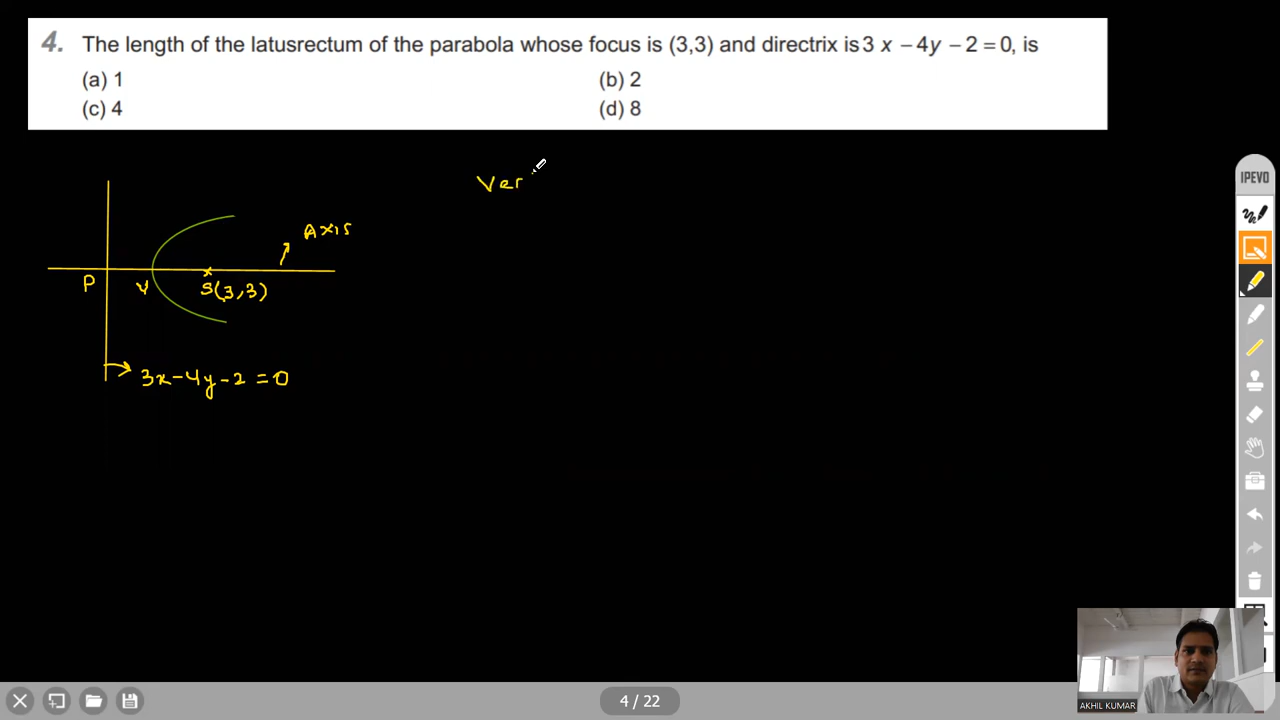 4. The length of the latusrectum of the parabola whose focus is (3,3) and directrix is 3 x – 4y – 2 = 0, is
(a) 1 (b) 2
(c) 4 (d) 8
Ver
Axis
P V S(3,3)
3x-4y-2=0
IPEVO
4 / 22
AKHIL KUMAR